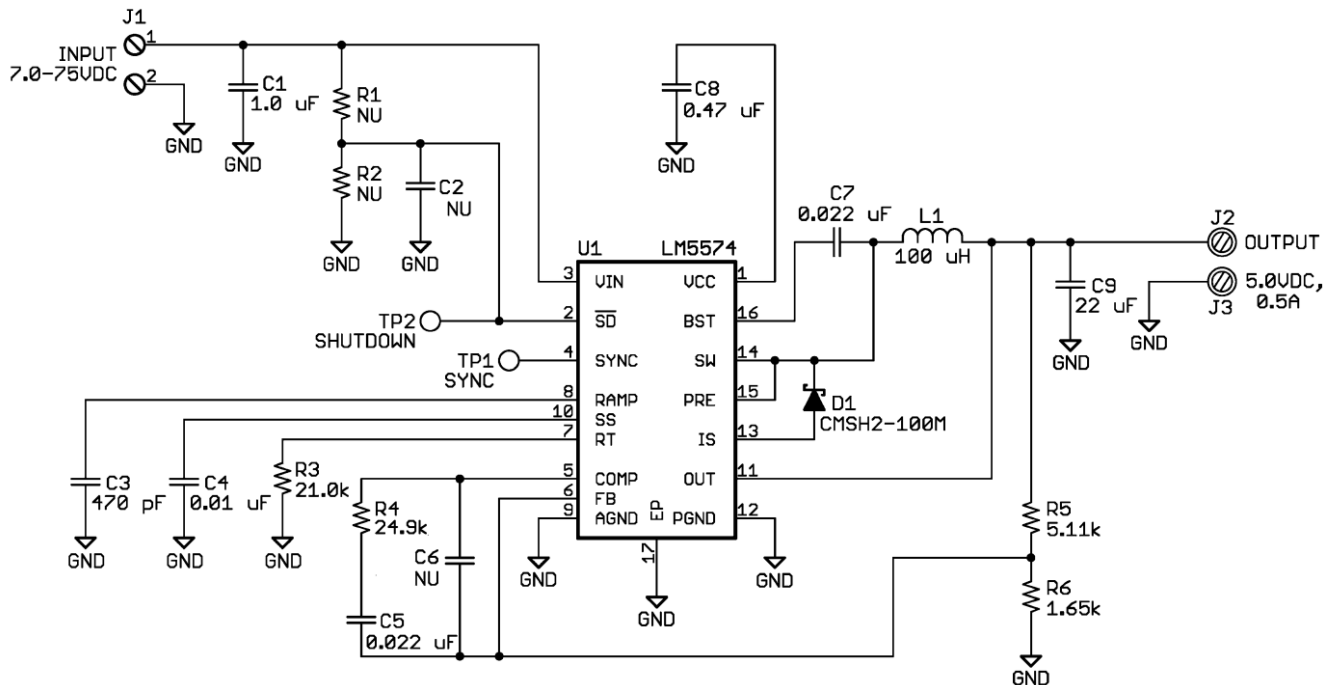 J1
1
INPUT
7.0-75VDC
2
GND
C1
1.0 uF
GND
R1
NU
R2
NU
GND
C2
NU
GND
C8
0.47 uF
GND
C7
0.022 uF
L1
100 uH
J2
OUTPUT
J3
5.0VDC,
0.5A
GND
C9
22 uF
GND
U1
LM5574
3
VIN
VCC
1
TP2
SHUTDOWN
2
SD
BST
16
TP1
SYNC
4
SYNC
SW
14
8
RAMP
PRE
15
10
SS
7
RT
IS
13
D1
CMSH2-100M
5
COMP
OUT
11
6
FB
9
AGND
EP
PGND
12
17
GND
GND
GND
C3
470 pF
GND
C4
0.01 uF
GND
R3
21.0k
GND
R4
24.9k
C6
NU
C5
0.022 uF
R5
5.11k
R6
1.65k
GND